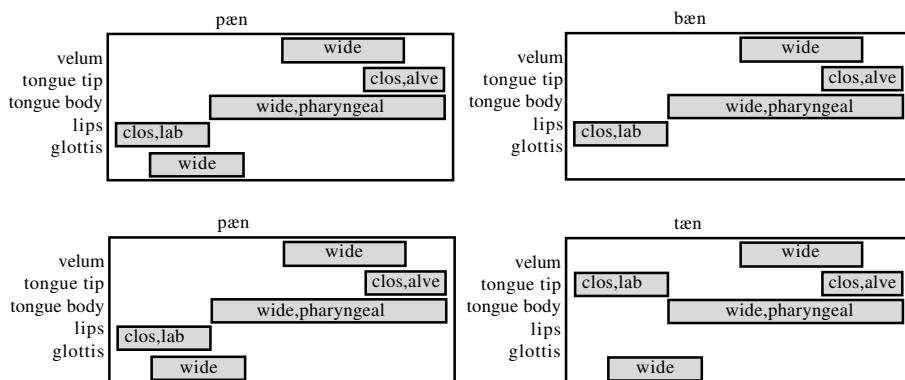 pæn
velum
tongue tip
tongue body
lips
glottis
wide
clos,alve
wide,pharyngeal
clos,lab
wide
bæn
wide
clos,alve
wide,pharyngeal
clos,lab
velum
tongue tip
tongue body
lips
glottis
pæn
velum
tongue tip
tongue body
lips
glottis
wide
clos,alve
wide,pharyngeal
clos,lab
wide
tæn
velum
tongue tip
tongue body
lips
glottis
wide
clos,lab
clos,alve
wide,pharyngeal
wide